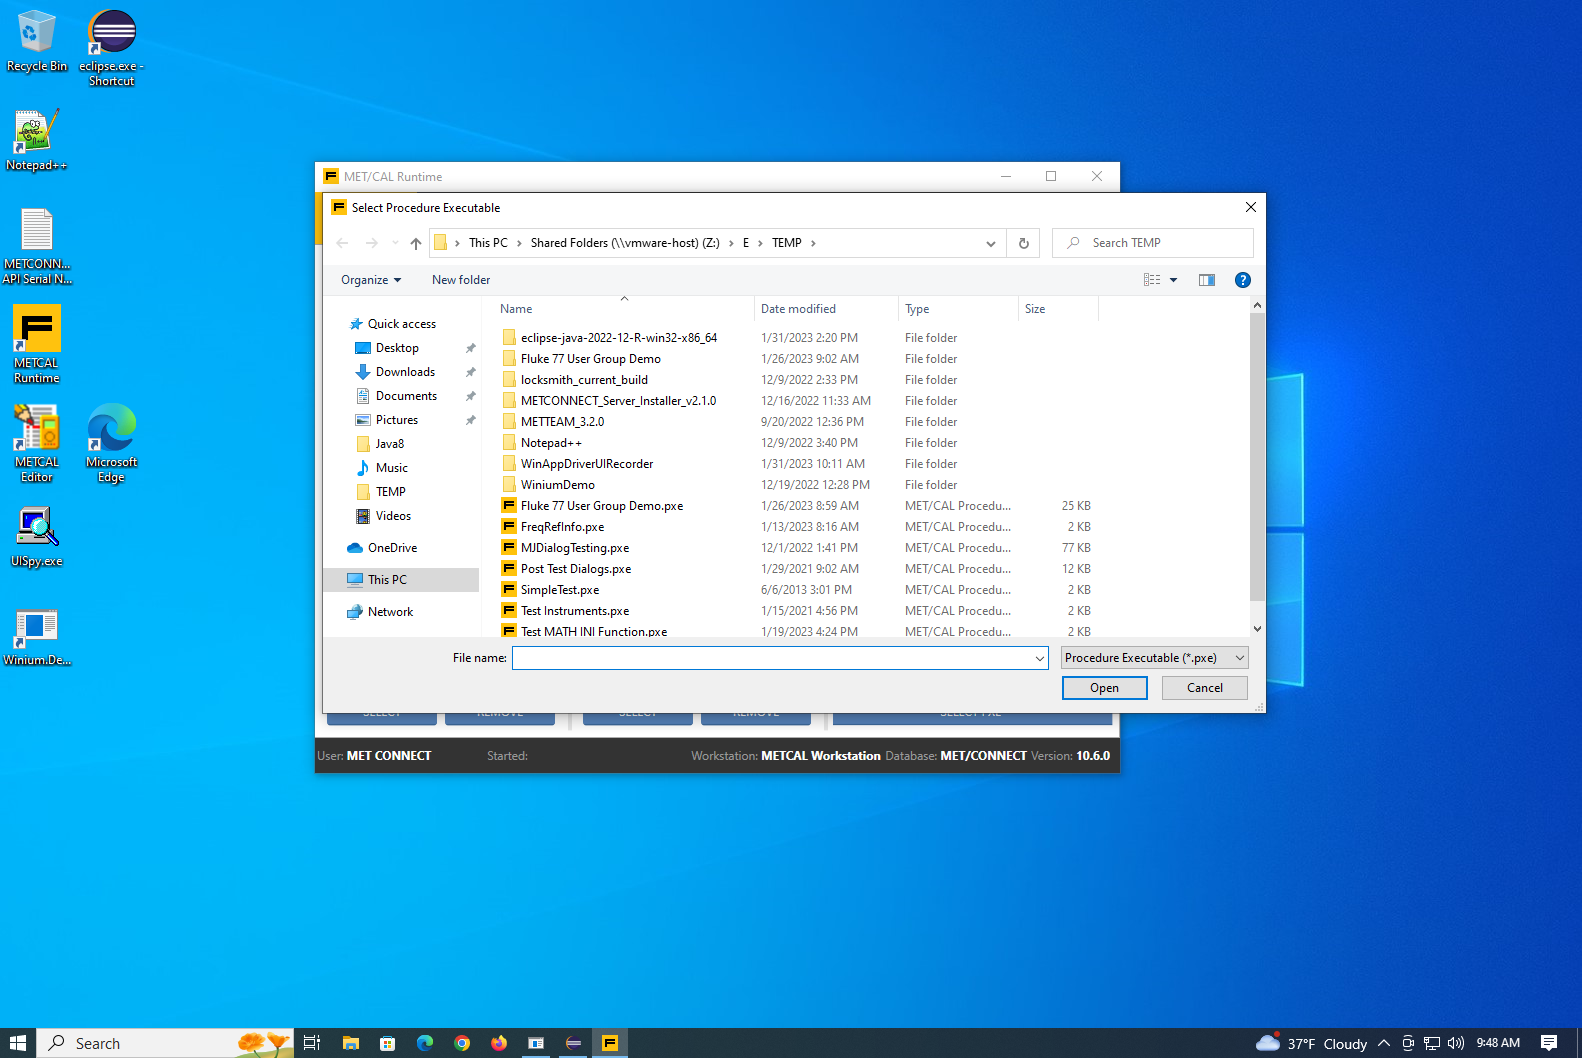 Recycle Bin
eclipse.exe -
Shortcut
Notepad++
METCONN...
API Serial N...
METCAL
Runtime
METCAL
Editor
Microsoft
Edge
UISpy.exe
Winium.De...
MET/CAL Runtime
Select Procedure Executable
This PC > Shared Folders (\\vmware-host) (Z:) > E > TEMP >
Search TEMP
Organize
New folder
Name Date modified Type Size
Quick access
Desktop
Downloads
Documents
Pictures
Java8
Music
TEMP
Videos
OneDrive
This PC
Network
eclipse-java-2022-12-R-win32-x86_64 1/31/2023 2:20 PM File folder
Fluke 77 User Group Demo 1/26/2023 9:02 AM File folder
locksmith_current_build 12/9/2022 2:33 PM File folder
METCONNECT_Server_Installer_v2.1.0 12/16/2022 11:33 AM File folder
METTEAM_3.2.0 9/20/2022 12:36 PM File folder
Notepad++ 12/9/2022 3:40 PM File folder
WinAppDriverUIRecorder 1/31/2023 10:11 AM File folder
WiniumDemo 12/19/2022 12:28 PM File folder
Fluke 77 User Group Demo.pxe 1/26/2023 8:59 AM MET/CAL Procedu... 25 KB
FreqRefInfo.pxe 1/13/2023 8:16 AM MET/CAL Procedu... 2 KB
MJDialogTesting.pxe 12/1/2022 1:41 PM MET/CAL Procedu... 77 KB
Post Test Dialogs.pxe 1/29/2021 9:02 AM MET/CAL Procedu... 12 KB
SimpleTest.pxe 6/6/2013 3:01 PM MET/CAL Procedu... 2 KB
Test Instruments.pxe 1/15/2021 4:56 PM MET/CAL Procedu... 2 KB
Test MATH INI Function.pxe 1/19/2023 4:24 PM MET/CAL Procedu... 2 KB
File name:
Procedure Executable (*.pxe)
Open
Cancel
SELECT REMOVE SELECT REMOVE SELECT PXE
User: MET CONNECT Started: Workstation: METCAL Workstation Database: MET/CONNECT Version: 10.6.0
Search
37°F Cloudy
9:48 AM